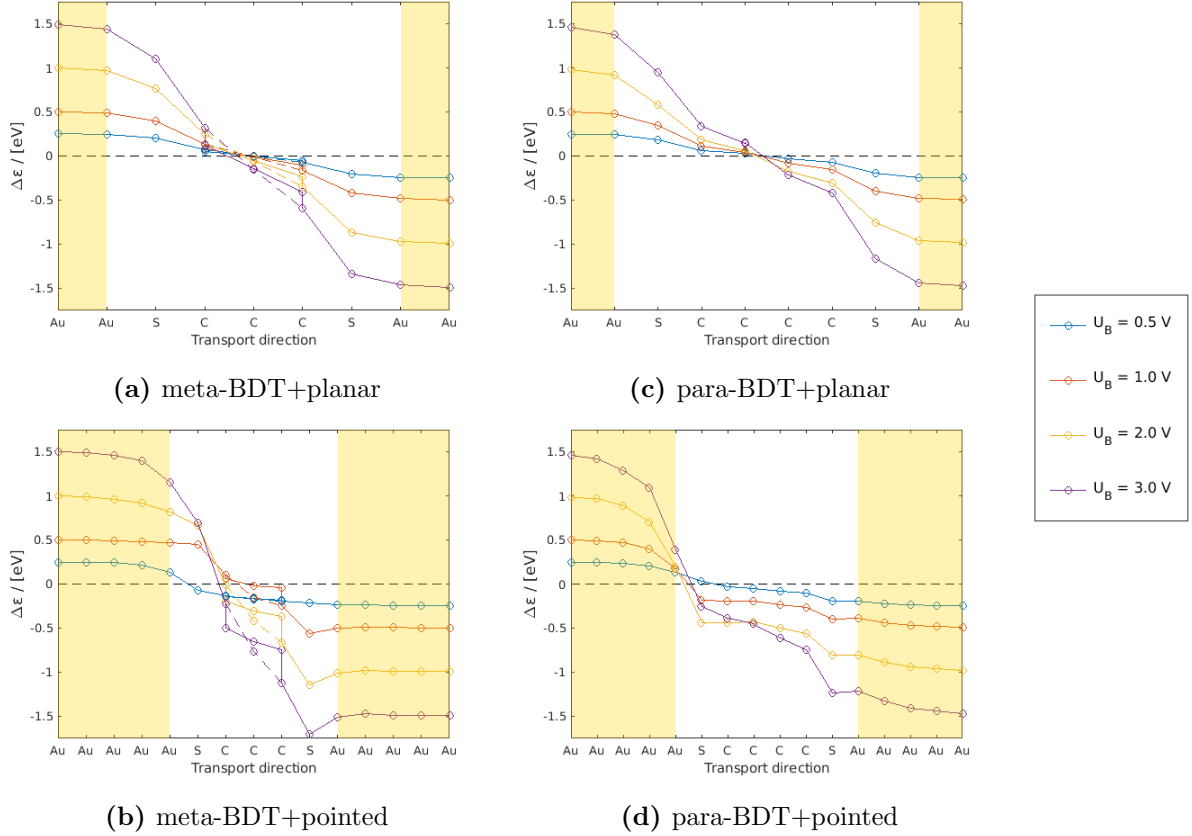 1.5
1
0.5
0
-0.5
-1
-1.5
Δε / [eV]
Au Au S C C C S Au Au
Transport direction
(a) meta-BDT+planar
1.5
1
0.5
0
-0.5
-1
-1.5
Δε / [eV]
Au Au S C C C C S Au Au
Transport direction
(c) para-BDT+planar
1.5
1
0.5
0
-0.5
-1
-1.5
Δε / [eV]
Au Au Au Au Au S C C C S Au Au Au Au Au
Transport direction
(b) meta-BDT+pointed
1.5
1
0.5
0
-0.5
-1
-1.5
Δε / [eV]
Au Au Au Au Au S C C C C S Au Au Au Au Au
Transport direction
(d) para-BDT+pointed
U_B = 0.5 V
U_B = 1.0 V
U_B = 2.0 V
U_B = 3.0 V